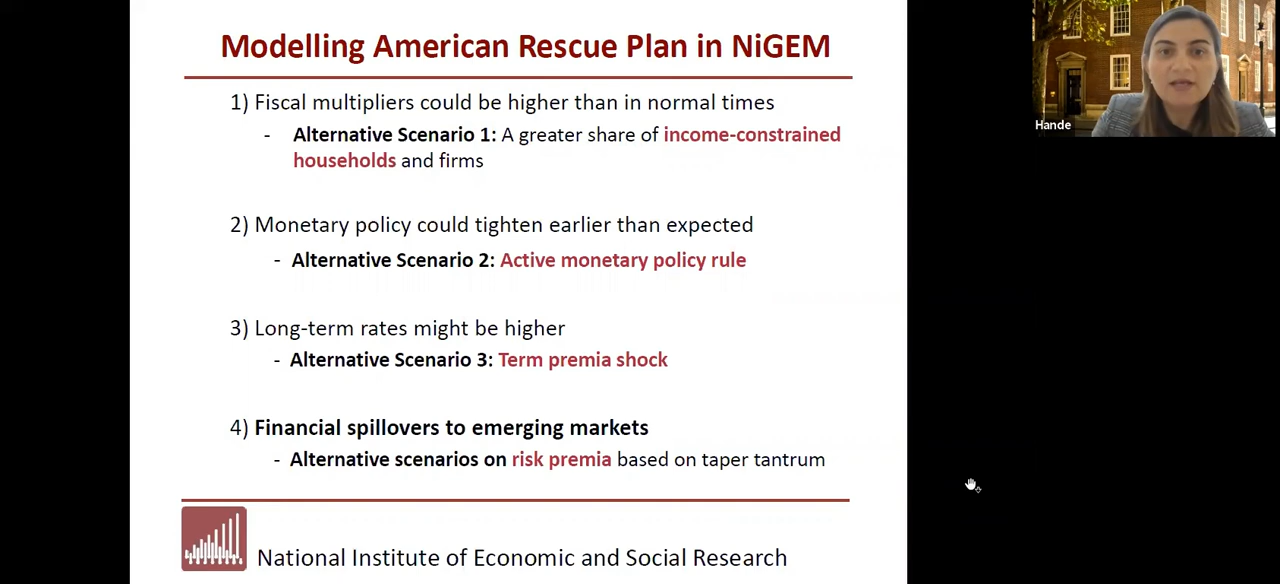 Modelling American Rescue Plan in NiGEM
1) Fiscal multipliers could be higher than in normal times
- Alternative Scenario 1: A greater share of income-constrained
households and firms
2) Monetary policy could tighten earlier than expected
- Alternative Scenario 2: Active monetary policy rule
3) Long-term rates might be higher
- Alternative Scenario 3: Term premia shock
4) Financial spillovers to emerging markets
- Alternative scenarios on risk premia based on taper tantrum
National Institute of Economic and Social Research
Hande